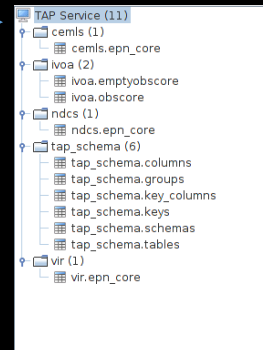 TAP Service (11)
cemls (1)
cemls.epn_core
ivoa (2)
ivoa.emptyobscore
ivoa.obscore
ndcs (1)
ndcs.epn_core
tap_schema (6)
tap_schema.columns
tap_schema.groups
tap_schema.key_columns
tap_schema.keys
tap_schema.schemas
tap_schema.tables
vir (1)
vir.epn_core